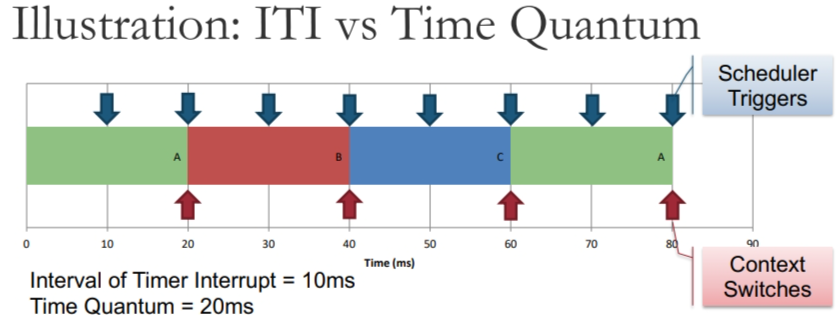 Illustration: ITI vs Time Quantum
Scheduler
Triggers
A
B
C
A
0 10 20 30 40 50 60 70 80 90
Time (ms)
Interval of Timer Interrupt = 10ms
Time Quantum = 20ms
Context
Switches